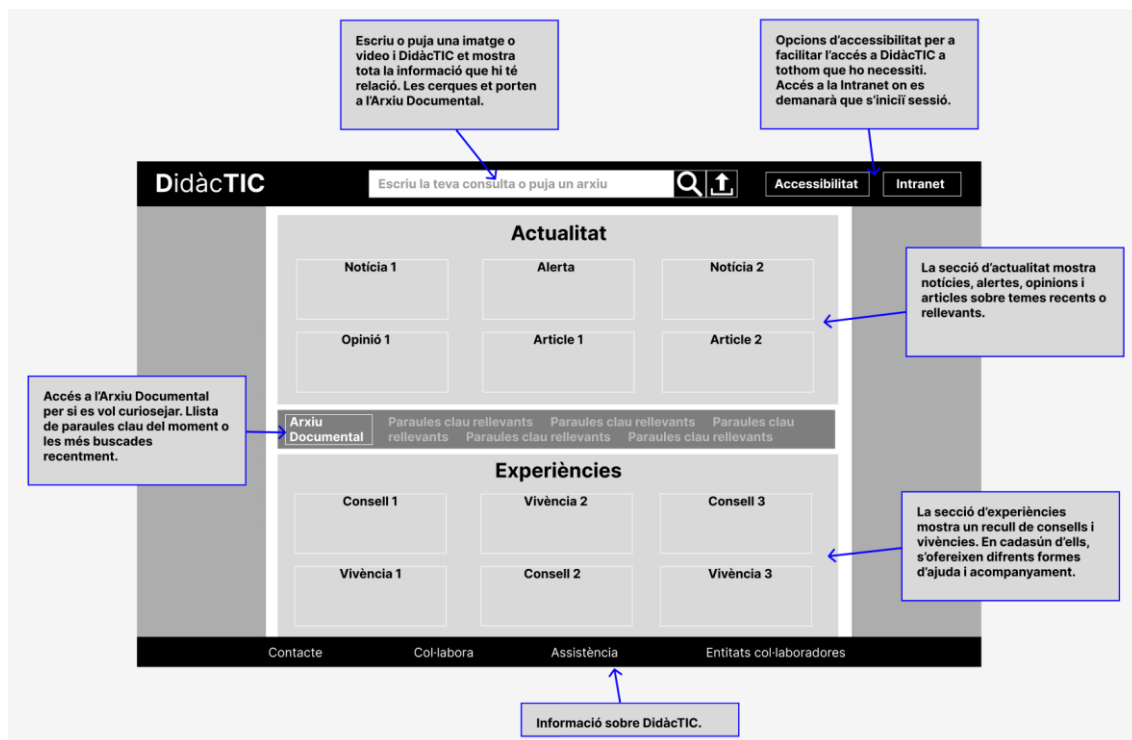 Escriu o puja una imatge o
video i DidàcTIC et mostra
tota la informació que hi té
relació. Les cerques et porten
a l'Arxiu Documental.
Opcions d'accessibilitat per a
facilitar l'accés a DidàcTIC a
tothom que ho necessiti.
Accés a la Intranet on es
demanarà que s'iniciï sessió.
DidàcTIC
Escriu la teva consulta o puja un arxiu
Accessibilitat
Intranet
Actualitat
Notícia 1
Alerta
Notícia 2
Opinió 1
Article 1
Article 2
La secció d'actualitat mostra
notícies, alertes, opinions i
articles sobre temes recents o
rellevants.
Accés a l'Arxiu Documental
per si es vol curiosejar. Llista
de paraules clau del moment o
les més buscades
recentment.
Arxiu
Documental
Paraules clau rellevants Paraules clau rellevants Paraules clau
rellevants Paraules clau rellevants Paraules clau rellevants
Experiències
Consell 1
Vivència 2
Consell 3
Vivència 1
Consell 2
Vivència 3
La secció d'experiències
mostra un recull de consells i
vivències. En cadasún d'ells,
s'ofereixen difrents formes
d'ajuda i acompanyament.
Contacte
Col·labora
Assistència
Entitats col·laboradores
Informació sobre DidàcTIC.